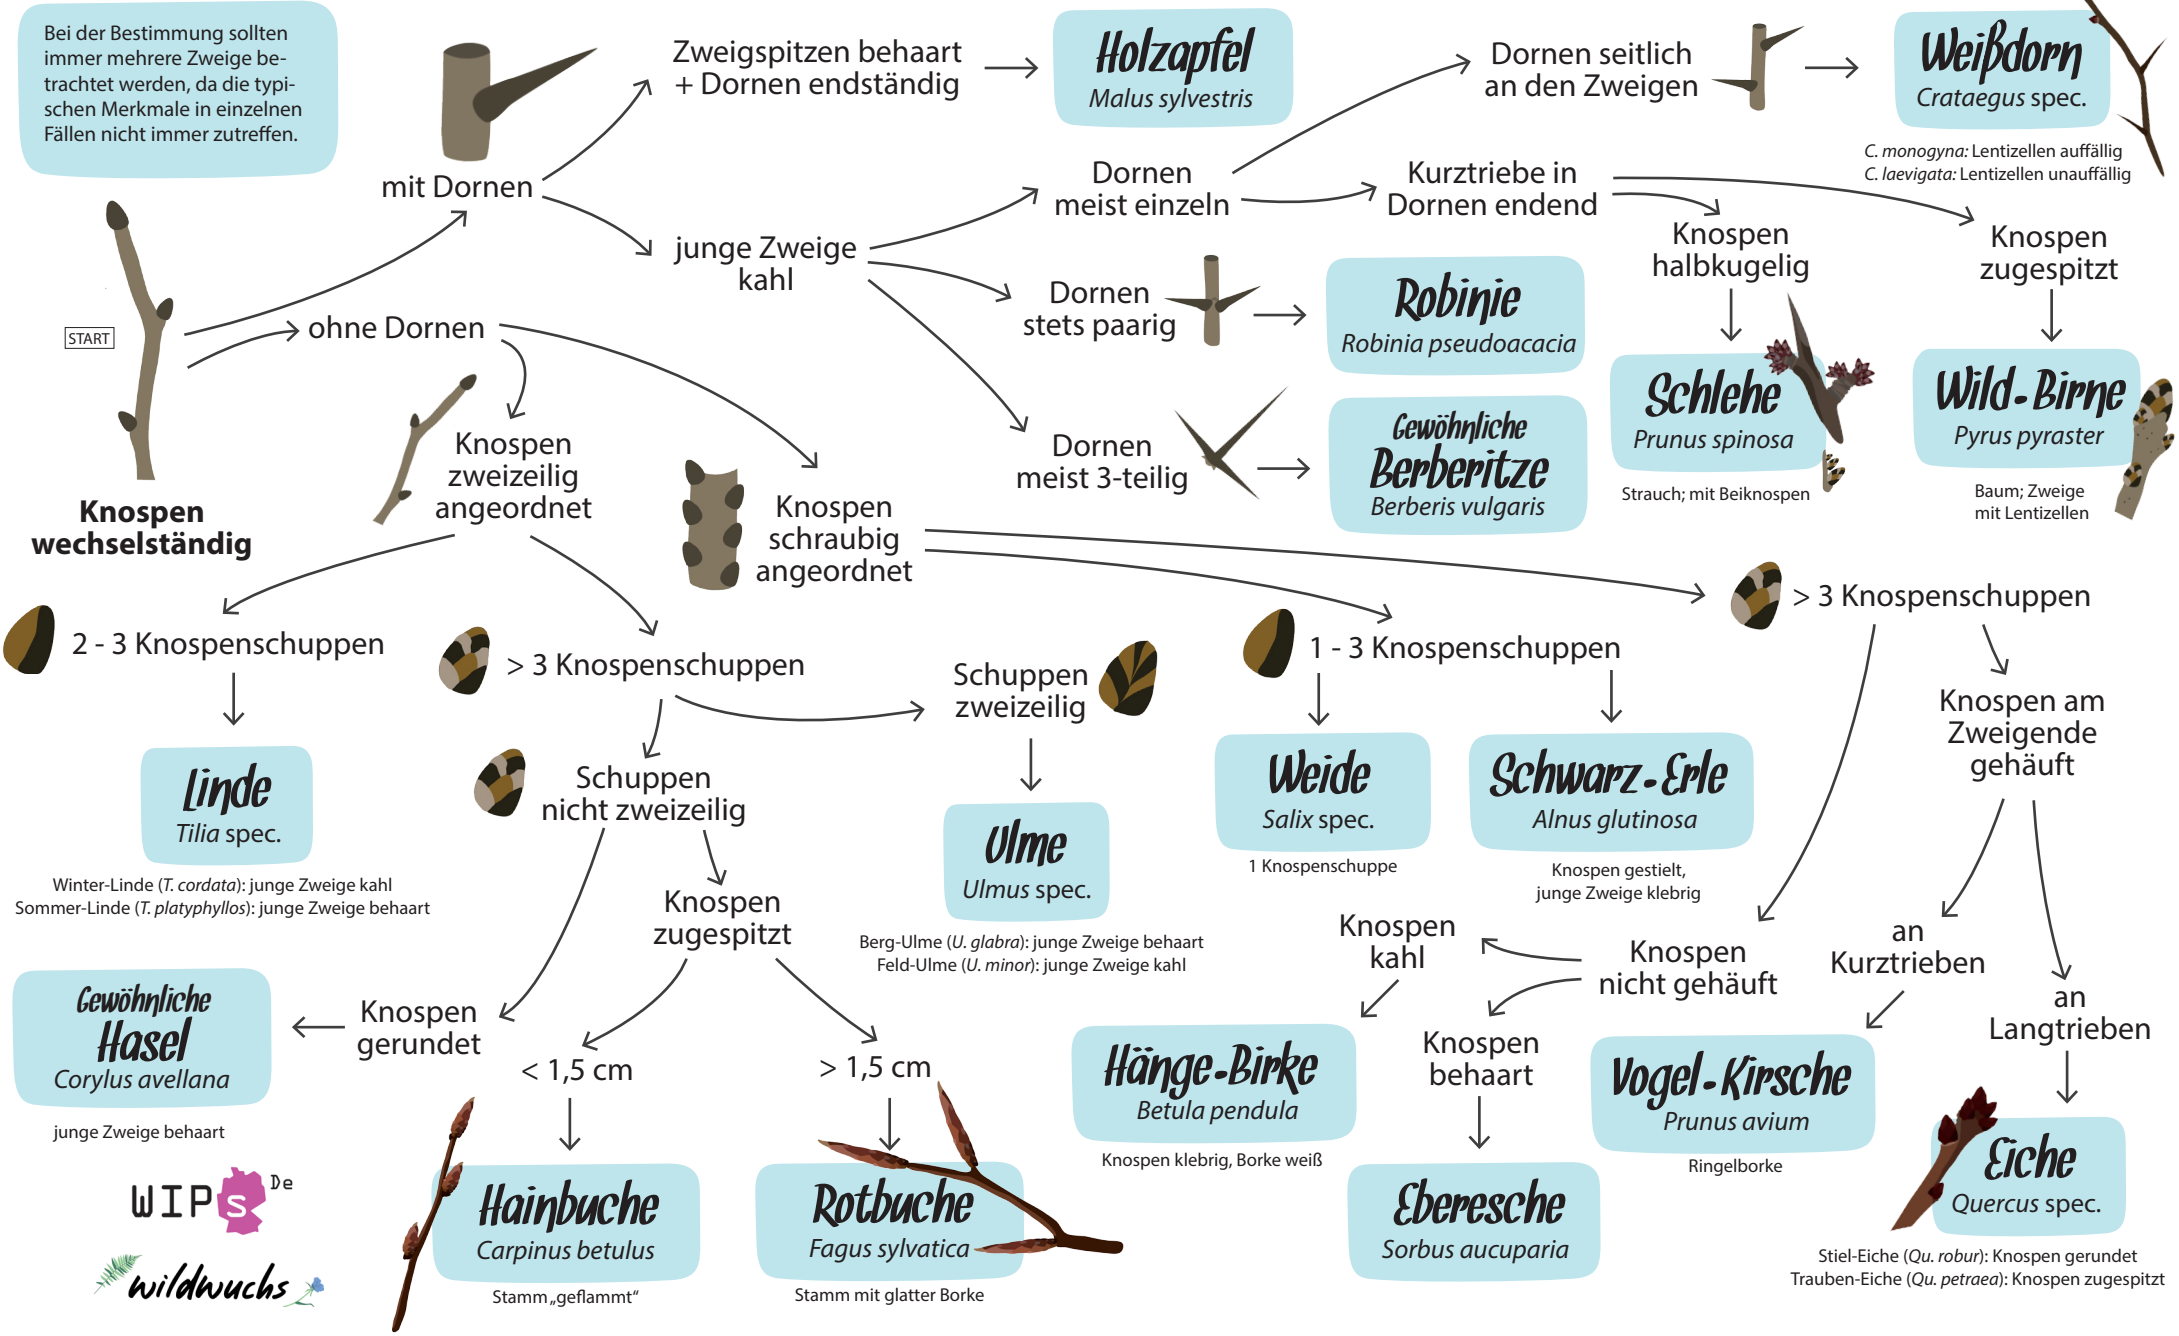 Bei der Bestimmung sollten
immer mehrere Zweige be-
trachtet werden, da die typi-
schen Merkmale in einzelnen
Fällen nicht immer zutreffen.
START
Knospen
wechselständig
mit Dornen
Zweigspitzen behaart
+ Dornen endständig
Holzapfel
Malus sylvestris
junge Zweige
kahl
Dornen
meist einzeln
Dornen seitlich
an den Zweigen
Weißdorn
Crataegus spec.
C. monogyna: Lentizellen auffällig
C. laevigata: Lentizellen unauffällig
Kurztriebe in
Dornen endend
Knospen
halbkugelig
Schlehe
Prunus spinosa
Strauch; mit Beiknospen
Knospen
zugespitzt
Wild-Birne
Pyrus pyraster
Baum; Zweige
mit Lentizellen
Dornen
stets paarig
Robinie
Robinia pseudoacacia
Dornen
meist 3-teilig
Gewöhnliche
Berberitze
Berberis vulgaris
ohne Dornen
Knospen
zweizeilig
angeordnet
2 - 3 Knospenschuppen
Linde
Tilia spec.
Winter-Linde (T. cordata): junge Zweige kahl
Sommer-Linde (T. platyphyllos): junge Zweige behaart
> 3 Knospenschuppen
Schuppen
zweizeilig
Ulme
Ulmus spec.
Berg-Ulme (U. glabra): junge Zweige behaart
Feld-Ulme (U. minor): junge Zweige kahl
Schuppen
nicht zweizeilig
Knospen
gerundet
Gewöhnliche
Hasel
Corylus avellana
junge Zweige behaart
Knospen
zugespitzt
< 1,5 cm
Hainbuche
Carpinus betulus
Stamm „geflammt“
> 1,5 cm
Rotbuche
Fagus sylvatica
Stamm mit glatter Borke
Knospen
schraubig
angeordnet
1 - 3 Knospenschuppen
Weide
Salix spec.
1 Knospenschuppe
Schwarz-Erle
Alnus glutinosa
Knospen gestielt,
junge Zweige klebrig
> 3 Knospenschuppen
Knospen
nicht gehäuft
Knospen
kahl
Hänge-Birke
Betula pendula
Knospen klebrig, Borke weiß
Knospen
behaart
Eberesche
Sorbus aucuparia
Knospen am
Zweigende
gehäuft
an
Kurztrieben
Vogel-Kirsche
Prunus avium
Ringelborke
an
Langtrieben
Eiche
Quercus spec.
Stiel-Eiche (Qu. robur): Knospen gerundet
Trauben-Eiche (Qu. petraea): Knospen zugespitzt
WIPs De
wildwuchs